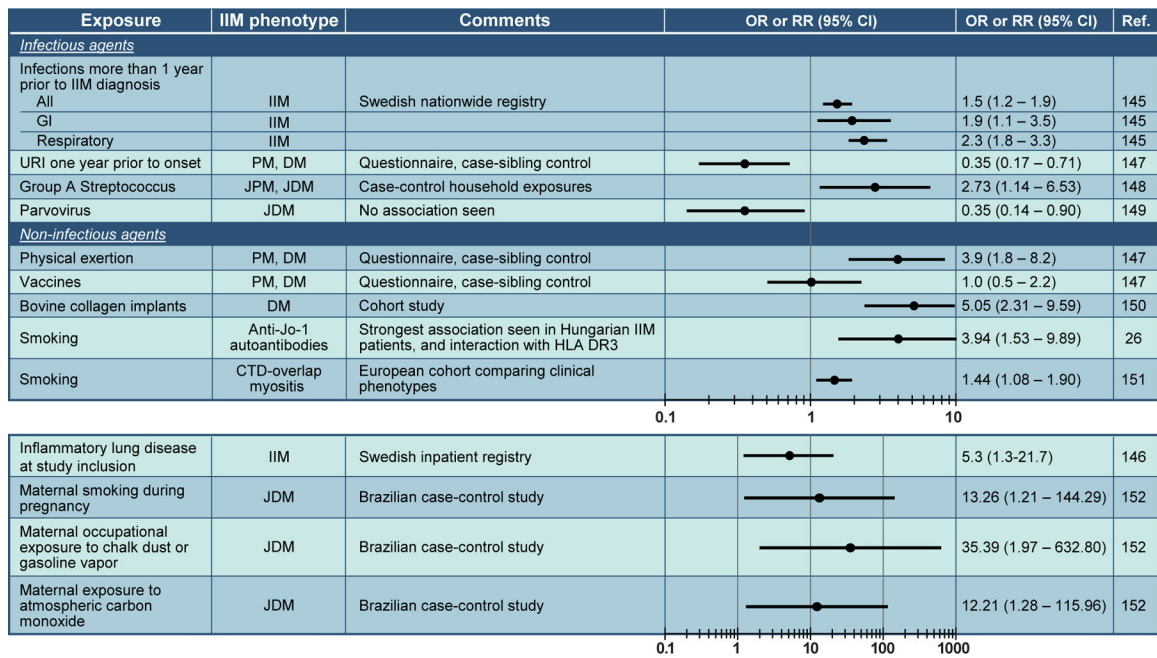 Exposure IIM phenotype Comments OR or RR (95% CI) OR or RR (95% CI) Ref.
Infectious agents
Infections more than 1 year
prior to IIM diagnosis
All IIM Swedish nationwide registry 1.5 (1.2 – 1.9) 145
GI IIM 1.9 (1.1 – 3.5) 145
Respiratory IIM 2.3 (1.8 – 3.3) 145
URI one year prior to onset PM, DM Questionnaire, case-sibling control 0.35 (0.17 – 0.71) 147
Group A Streptococcus JPM, JDM Case-control household exposures 2.73 (1.14 – 6.53) 148
Parvovirus JDM No association seen 0.35 (0.14 – 0.90) 149
Non-infectious agents
Physical exertion PM, DM Questionnaire, case-sibling control 3.9 (1.8 – 8.2) 147
Vaccines PM, DM Questionnaire, case-sibling control 1.0 (0.5 – 2.2) 147
Bovine collagen implants DM Cohort study 5.05 (2.31 – 9.59) 150
Smoking Anti-Jo-1 autoantibodies Strongest association seen in Hungarian IIM patients, and interaction with HLA DR3 3.94 (1.53 – 9.89) 26
Smoking CTD-overlap myositis European cohort comparing clinical phenotypes 1.44 (1.08 – 1.90) 151
0.1 1 10
Inflammatory lung disease
at study inclusion IIM Swedish inpatient registry 5.3 (1.3-21.7) 146
Maternal smoking during
pregnancy JDM Brazilian case-control study 13.26 (1.21 – 144.29) 152
Maternal occupational
exposure to chalk dust or
gasoline vapor JDM Brazilian case-control study 35.39 (1.97 – 632.80) 152
Maternal exposure to
atmospheric carbon
monoxide JDM Brazilian case-control study 12.21 (1.28 – 115.96) 152
0.1 1 10 100 1000